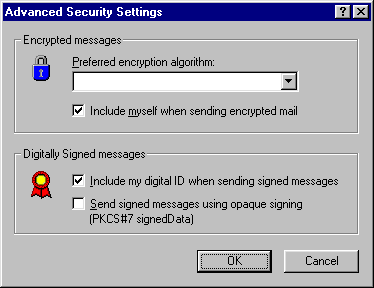 Advanced Security Settings
Encrypted messages
Preferred encryption algorithm:
Include myself when sending encrypted mail
Digitally Signed messages
Include my digital ID when sending signed messages
Send signed messages using opaque signing
(PKCS#7 signedData)
OK
Cancel